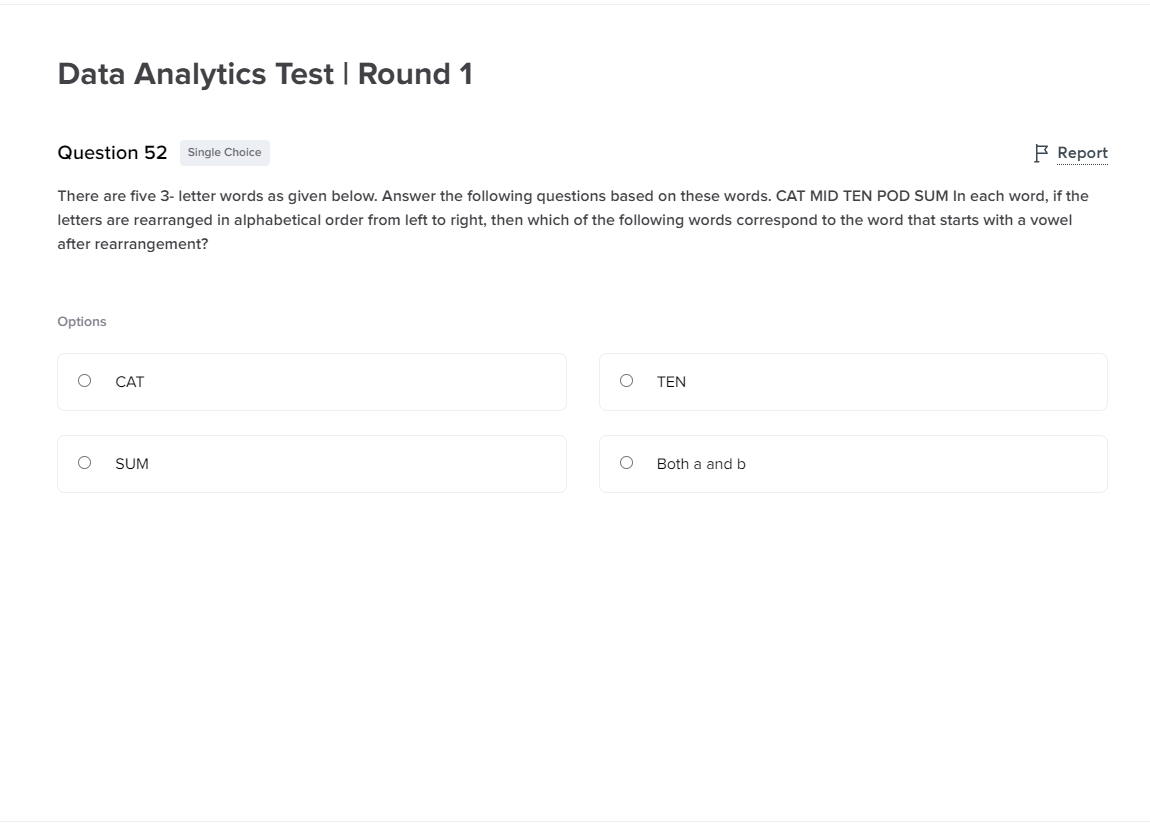 Data Analytics Test | Round 1
Question 52 Single Choice Report
There are five 3- letter words as given below. Answer the following questions based on these words. CAT MID TEN POD SUM In each word, if the
letters are rearranged in alphabetical order from left to right, then which of the following words correspond to the word that starts with a vowel
after rearrangement?
Options
CAT
TEN
SUM
Both a and b